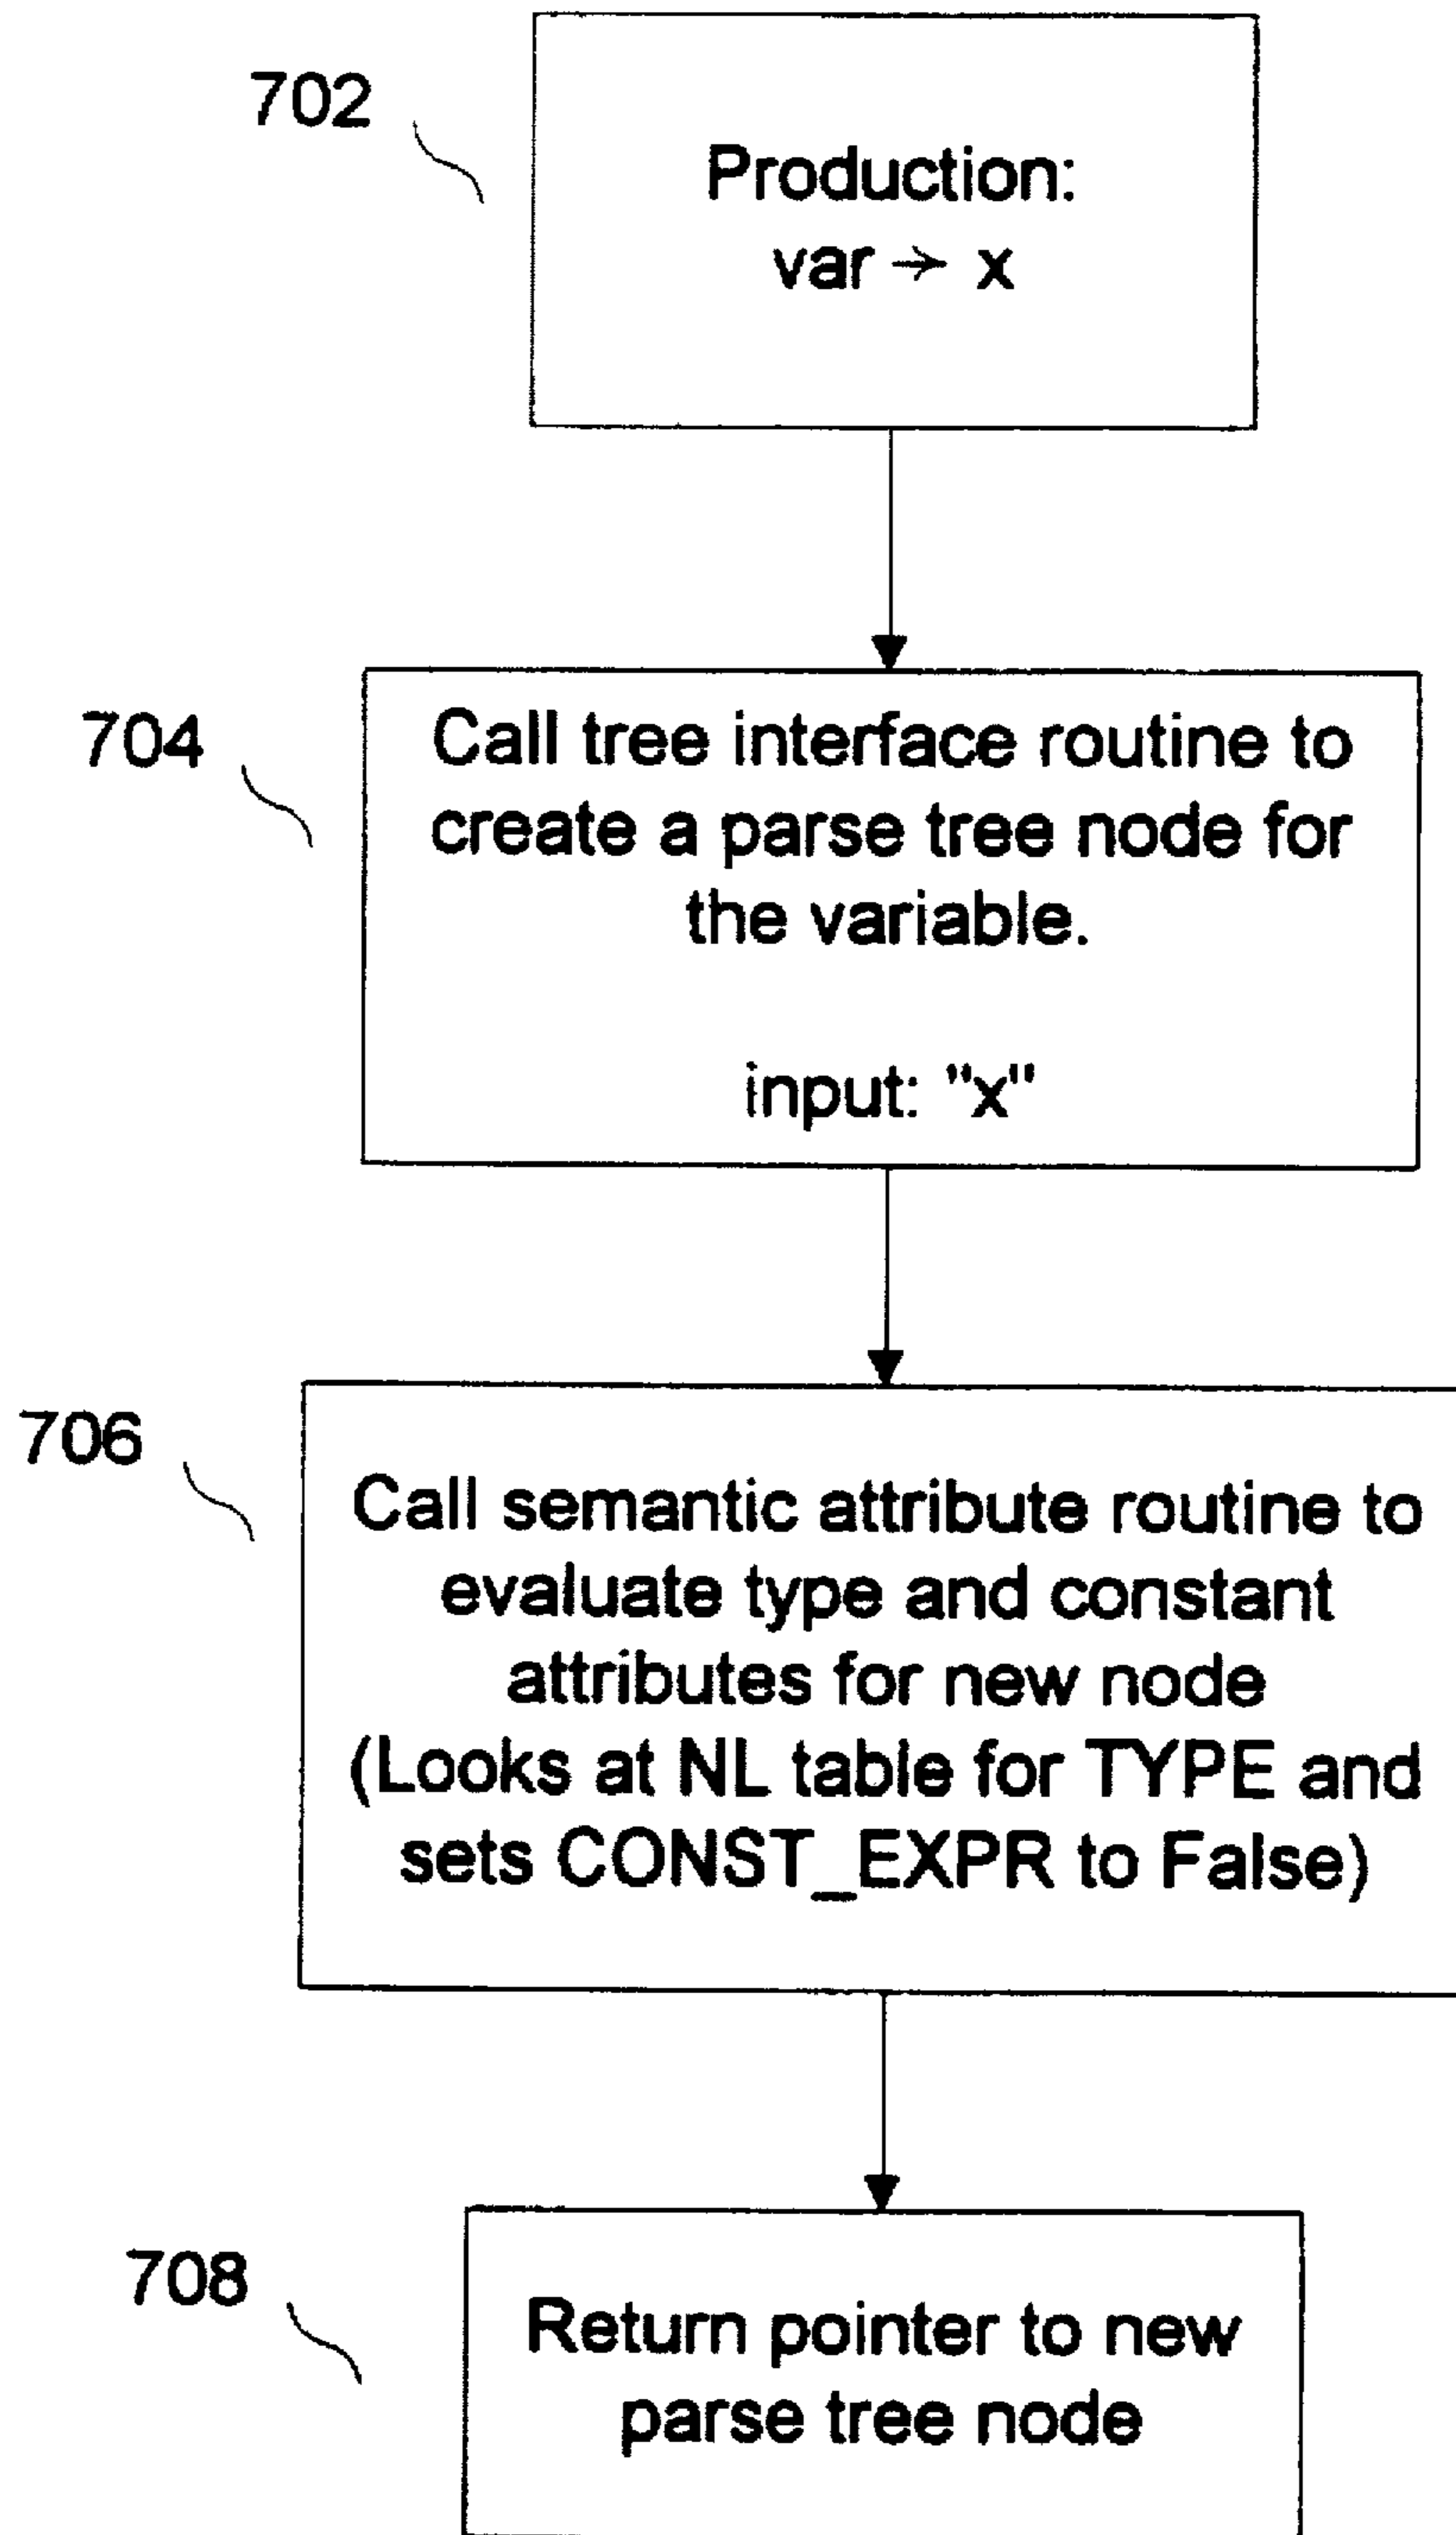 702
Production:
var → x
704
Call tree interface routine to
create a parse tree node for
the variable.
input: "x"
706
Call semantic attribute routine to
evaluate type and constant
attributes for new node
(Looks at NL table for TYPE and
sets CONST_EXPR to False)
708
Return pointer to new
parse tree node